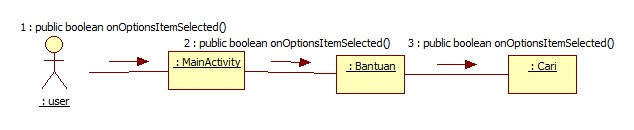 1 : public boolean onOptionsItemSelected()
2 : public boolean onOptionsItemSelected()
3 : public boolean onOptionsItemSelected()
: user
: MainActivity
: Bantuan
: Cari